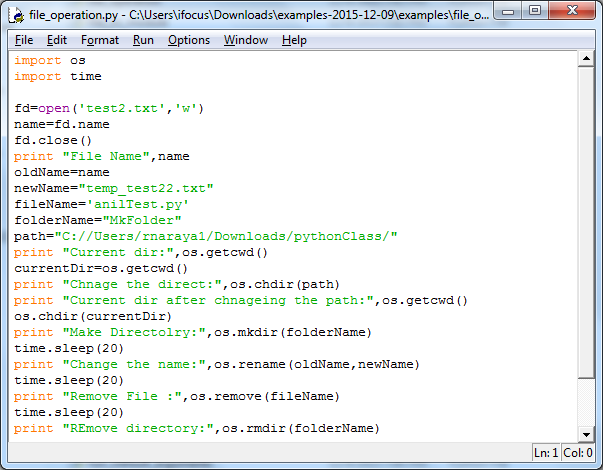 file_operation.py - C:\Users\ifocus\Downloads\examples-2015-12-09\examples\file_o...
File Edit Format Run Options Window Help
import os
import time
fd=open('test2.txt','w')
name=fd.name
fd.close()
print "File Name",name
oldName=name
newName="temp_test22.txt"
fileName='anilTest.py'
folderName="MkFolder"
path="C://Users/rnaraya1/Downloads/pythonClass/"
print "Current dir:",os.getcwd()
currentDir=os.getcwd()
print "Chnage the direct:",os.chdir(path)
print "Current dir after chnageing the path:",os.getcwd()
os.chdir(currentDir)
print "Make Directolry:",os.mkdir(folderName)
time.sleep(20)
print "Change the name:",os.rename(oldName,newName)
time.sleep(20)
print "Remove File :",os.remove(fileName)
time.sleep(20)
print "REmove directory:",os.rmdir(folderName)
Ln: 1 Col: 0